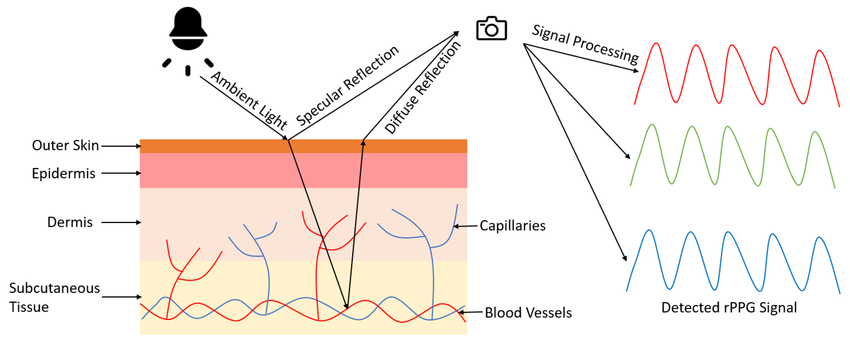 Ambient Light
Specular Reflection
Diffuse Reflection
Signal Processing
Outer Skin
Epidermis
Dermis
Subcutaneous
Tissue
Capillaries
Blood Vessels
Detected rPPG Signal